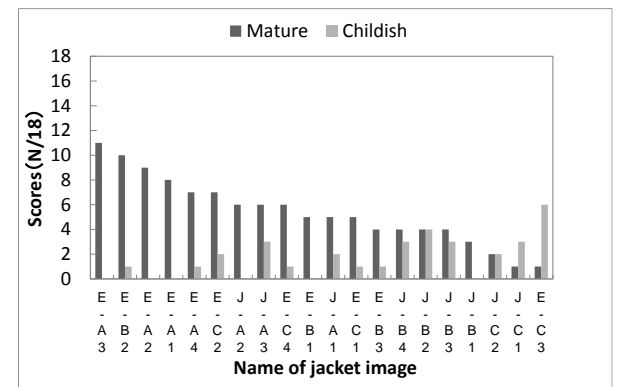 Mature Childish
Scores(N/18)
18
16
14
12
10
8
6
4
2
0
E-A3 E-B2 E-A2 E-A1 E-A4 E-C2 J-A2 J-A3 E-C4 E-B1 J-A1 E-C1 E-B3 J-B4 J-B2 J-B3 J-B1 J-C2 J-C1 E-C3
Name of jacket image